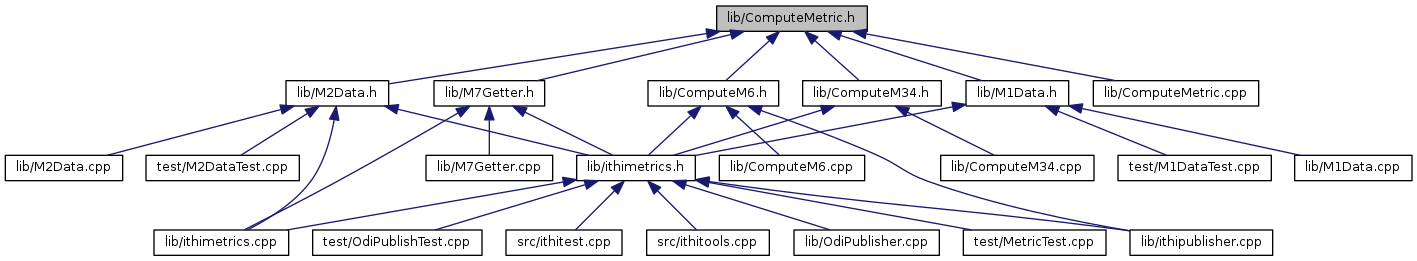 lib/ComputeMetric.h
lib/M2Data.h
lib/M7Getter.h
lib/ComputeM6.h
lib/ComputeM34.h
lib/M1Data.h
lib/ComputeMetric.cpp
lib/M2Data.cpp
test/M2DataTest.cpp
lib/M7Getter.cpp
lib/ithimetrics.h
lib/ComputeM6.cpp
lib/ComputeM34.cpp
test/M1DataTest.cpp
lib/M1Data.cpp
lib/ithimetrics.cpp
test/OdiPublishTest.cpp
src/ithitest.cpp
src/ithitools.cpp
lib/OdiPublisher.cpp
test/MetricTest.cpp
lib/ithipublisher.cpp